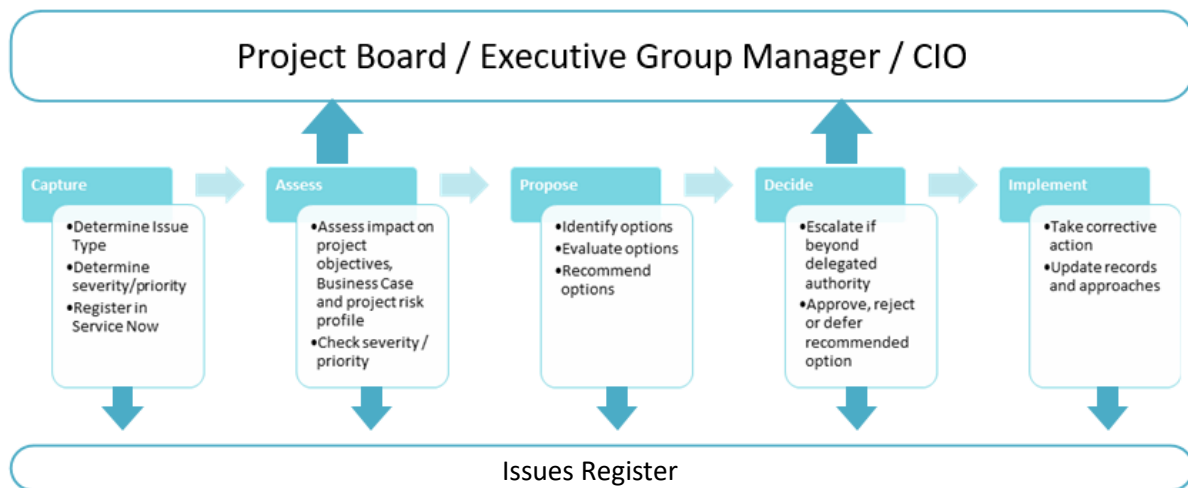 Project Board / Executive Group Manager / CIO
Capture
•Determine Issue
Type
•Determine
severity/priority
•Register in
Service Now
Assess
•Assess impact on
project
objectives,
Business Case
and project risk
profile
•Check severity /
priority
Propose
•Identify options
•Evaluate options
•Recommend
options
Decide
•Escalate if
beyond
delegated
authority
•Approve, reject
or defer
recommended
option
Implement
•Take corrective
action
•Update records
and approaches
Issues Register